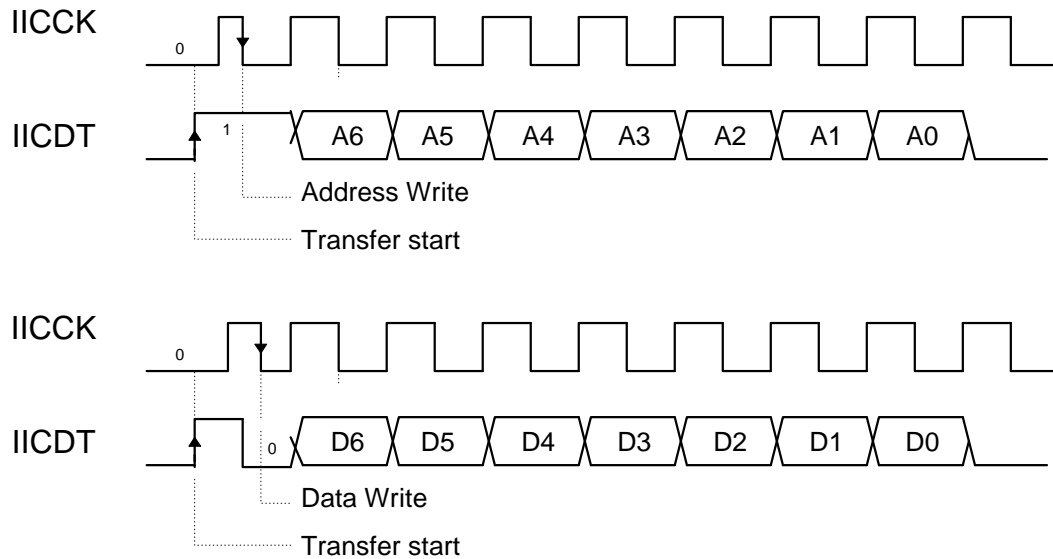 IICCK
0
IICDT
1
A6 A5 A4 A3 A2 A1 A0
Address Write
Transfer start
IICCK
0
IICDT
0
D6 D5 D4 D3 D2 D1 D0
Data Write
Transfer start